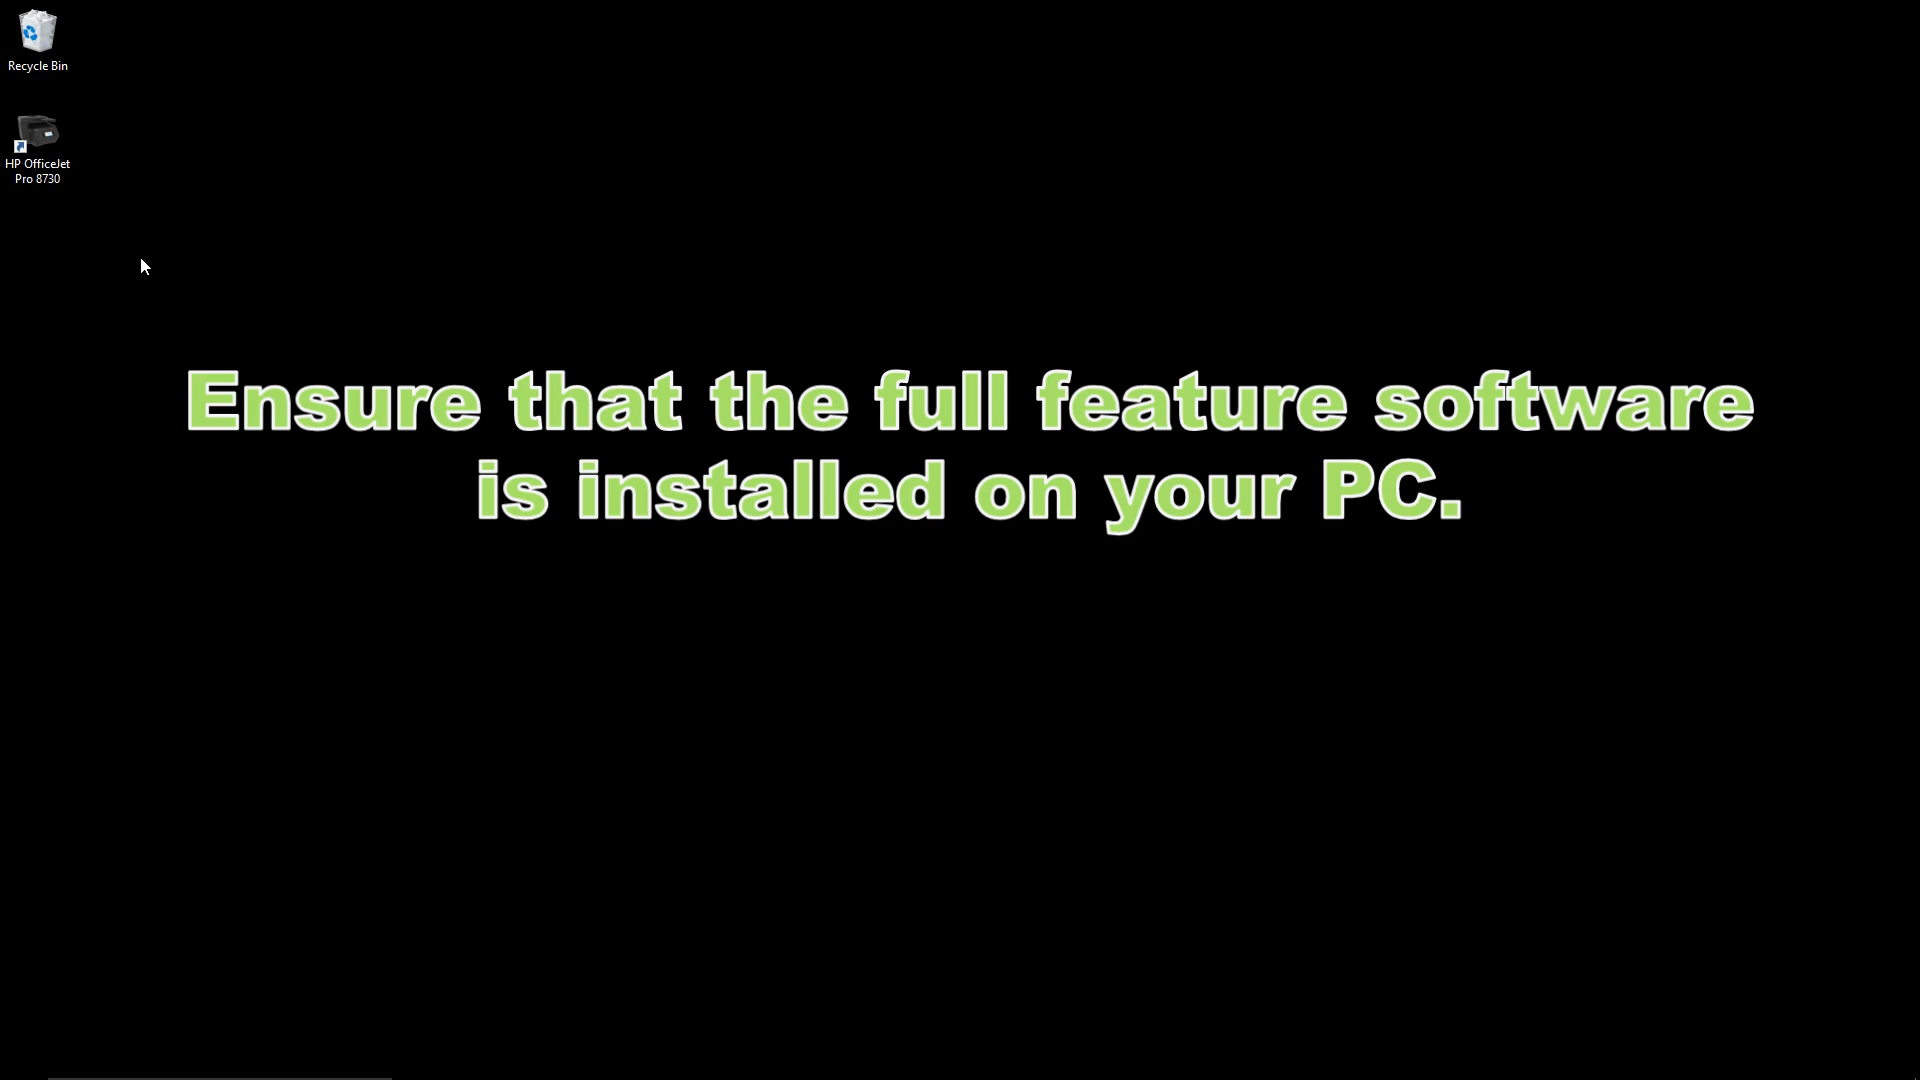 Recycle Bin
HP OfficeJet
Pro 8730
Ensure that the full feature software
is installed on your PC.